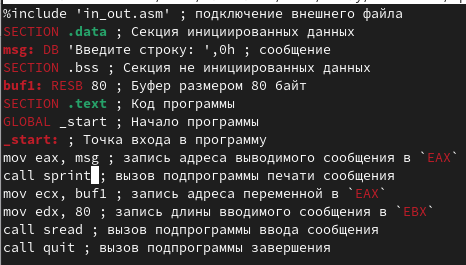 %include 'in_out.asm' ; подключение внешнего файла
SECTION .data ; Секция инициированных данных
msg: DB 'Введите строку: ',0h ; сообщение
SECTION .bss ; Секция не инициированных данных
buf1: RESB 80 ; Буфер размером 80 байт
SECTION .text ; Код программы
GLOBAL _start ; Начало программы
_start: ; Точка входа в программу
mov eax, msg ; запись адреса выводимого сообщения в `EAX`
call sprint ; вызов подпрограммы печати сообщения
mov ecx, buf1 ; запись адреса переменной в `EAX`
mov edx, 80 ; запись длины вводимого сообщения в `EBX`
call sread ; вызов подпрограммы ввода сообщения
call quit ; вызов подпрограммы завершения